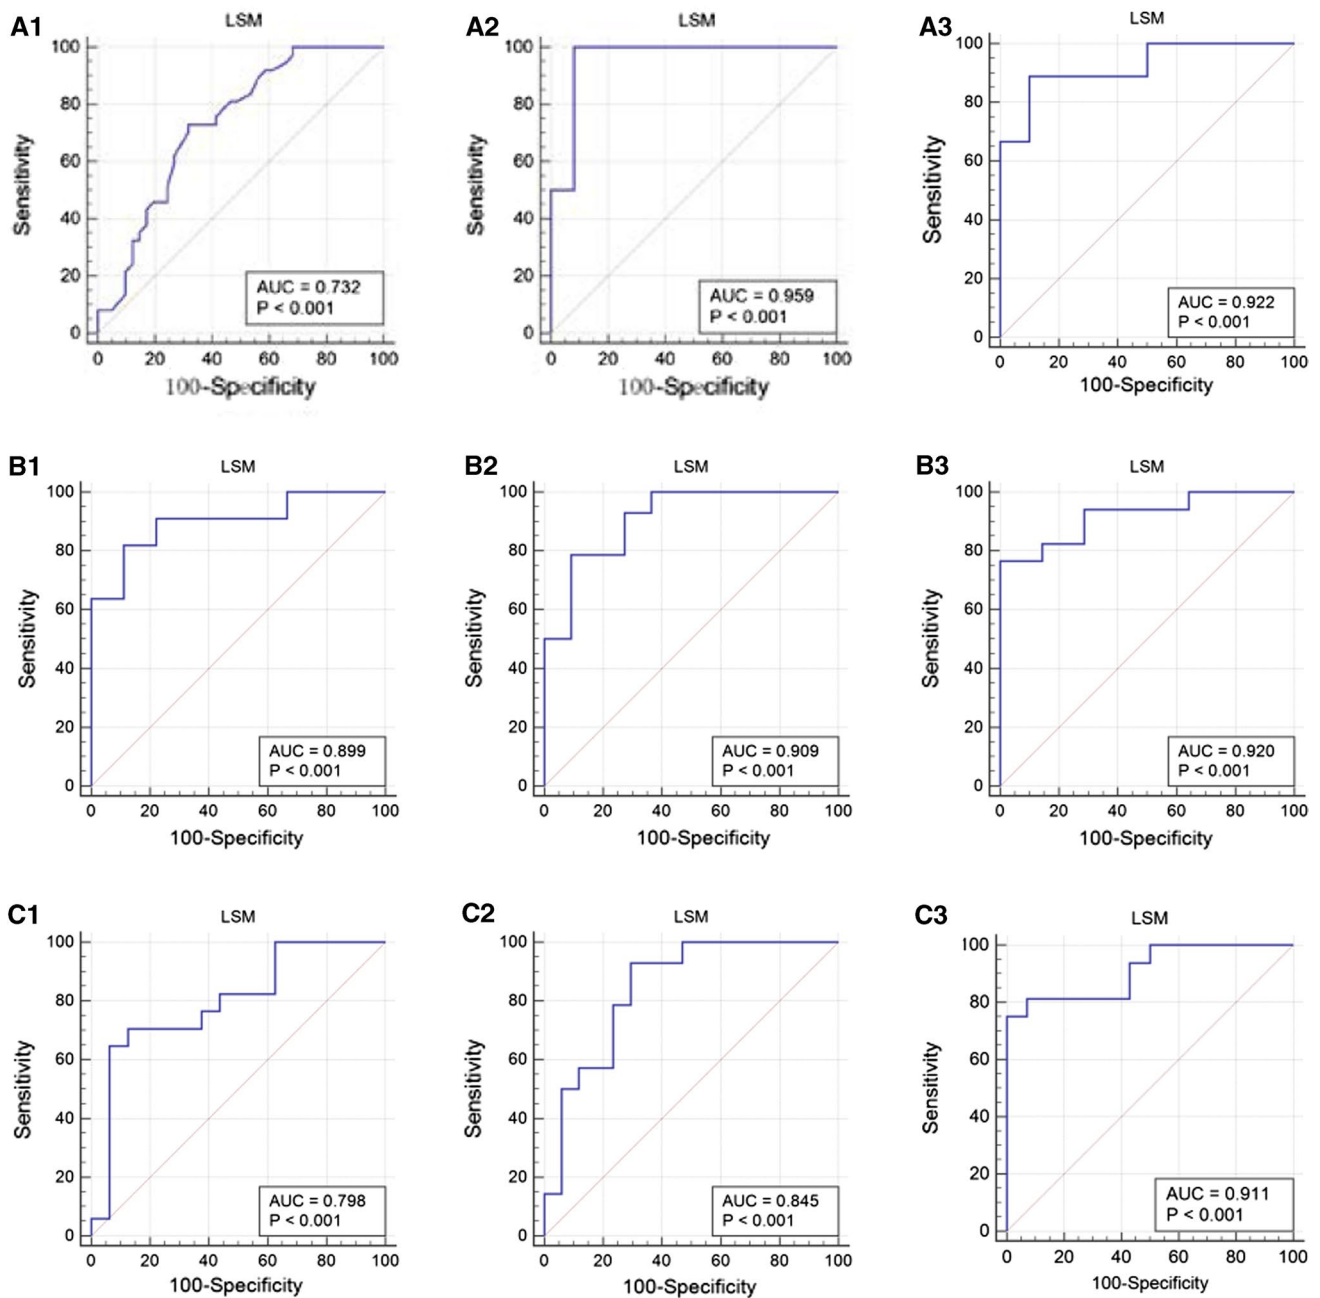 A1
LSM
100
80
60
40
20
0
Sensitivity
AUC = 0.732
P < 0.001
0 20 40 60 80 100
100-Specificity
A2
LSM
100
80
60
40
20
0
Sensitivity
AUC = 0.959
P < 0.001
0 20 40 60 80 100
100-Specificity
A3
LSM
100
80
60
40
20
0
Sensitivity
AUC = 0.922
P < 0.001
0 20 40 60 80 100
100-Specificity
B1
LSM
100
80
60
40
20
0
Sensitivity
AUC = 0.899
P < 0.001
0 20 40 60 80 100
100-Specificity
B2
LSM
100
80
60
40
20
0
Sensitivity
AUC = 0.909
P < 0.001
0 20 40 60 80 100
100-Specificity
B3
LSM
100
80
60
40
20
0
Sensitivity
AUC = 0.920
P < 0.001
0 20 40 60 80 100
100-Specificity
C1
LSM
100
80
60
40
20
0
Sensitivity
AUC = 0.798
P < 0.001
0 20 40 60 80 100
100-Specificity
C2
LSM
100
80
60
40
20
0
Sensitivity
AUC = 0.845
P < 0.001
0 20 40 60 80 100
100-Specificity
C3
LSM
100
80
60
40
20
0
Sensitivity
AUC = 0.911
P < 0.001
0 20 40 60 80 100
100-Specificity